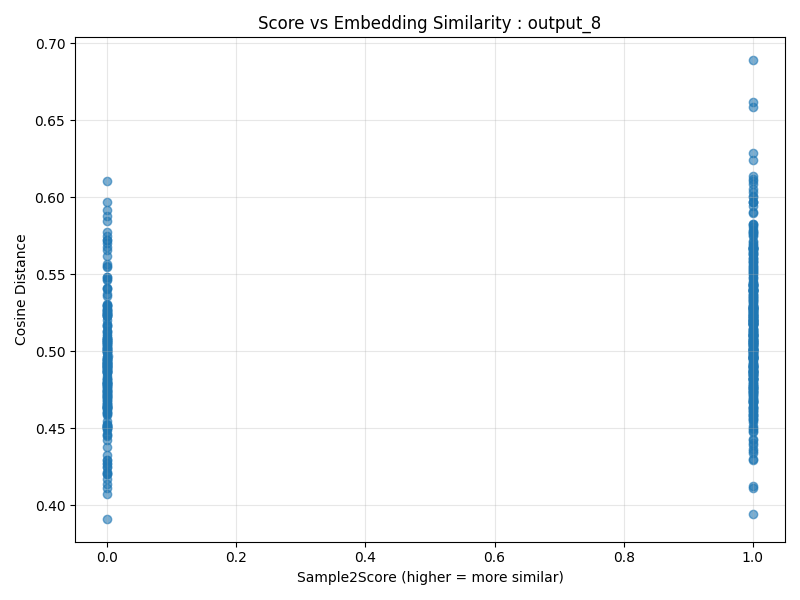 Score vs Embedding Similarity : output_8
0.70
0.65
0.60
0.55
0.50
0.45
0.40
Cosine Distance
0.0 0.2 0.4 0.6 0.8 1.0
Sample2Score (higher = more similar)